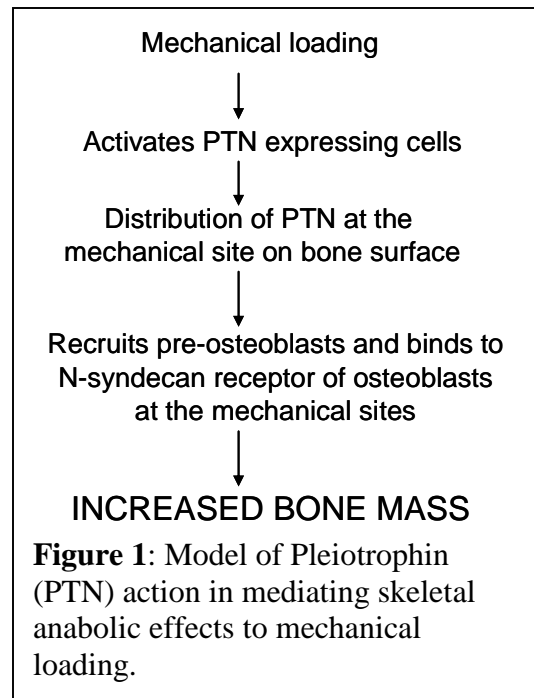 Mechanical loading
Activates PTN expressing cells
Distribution of PTN at the
mechanical site on bone surface
Recruits pre-osteoblasts and binds to
N-syndecan receptor of osteoblasts
at the mechanical sites
INCREASED BONE MASS
Figure 1: Model of Pleiotrophin
(PTN) action in mediating skeletal
anabolic effects to mechanical
loading.